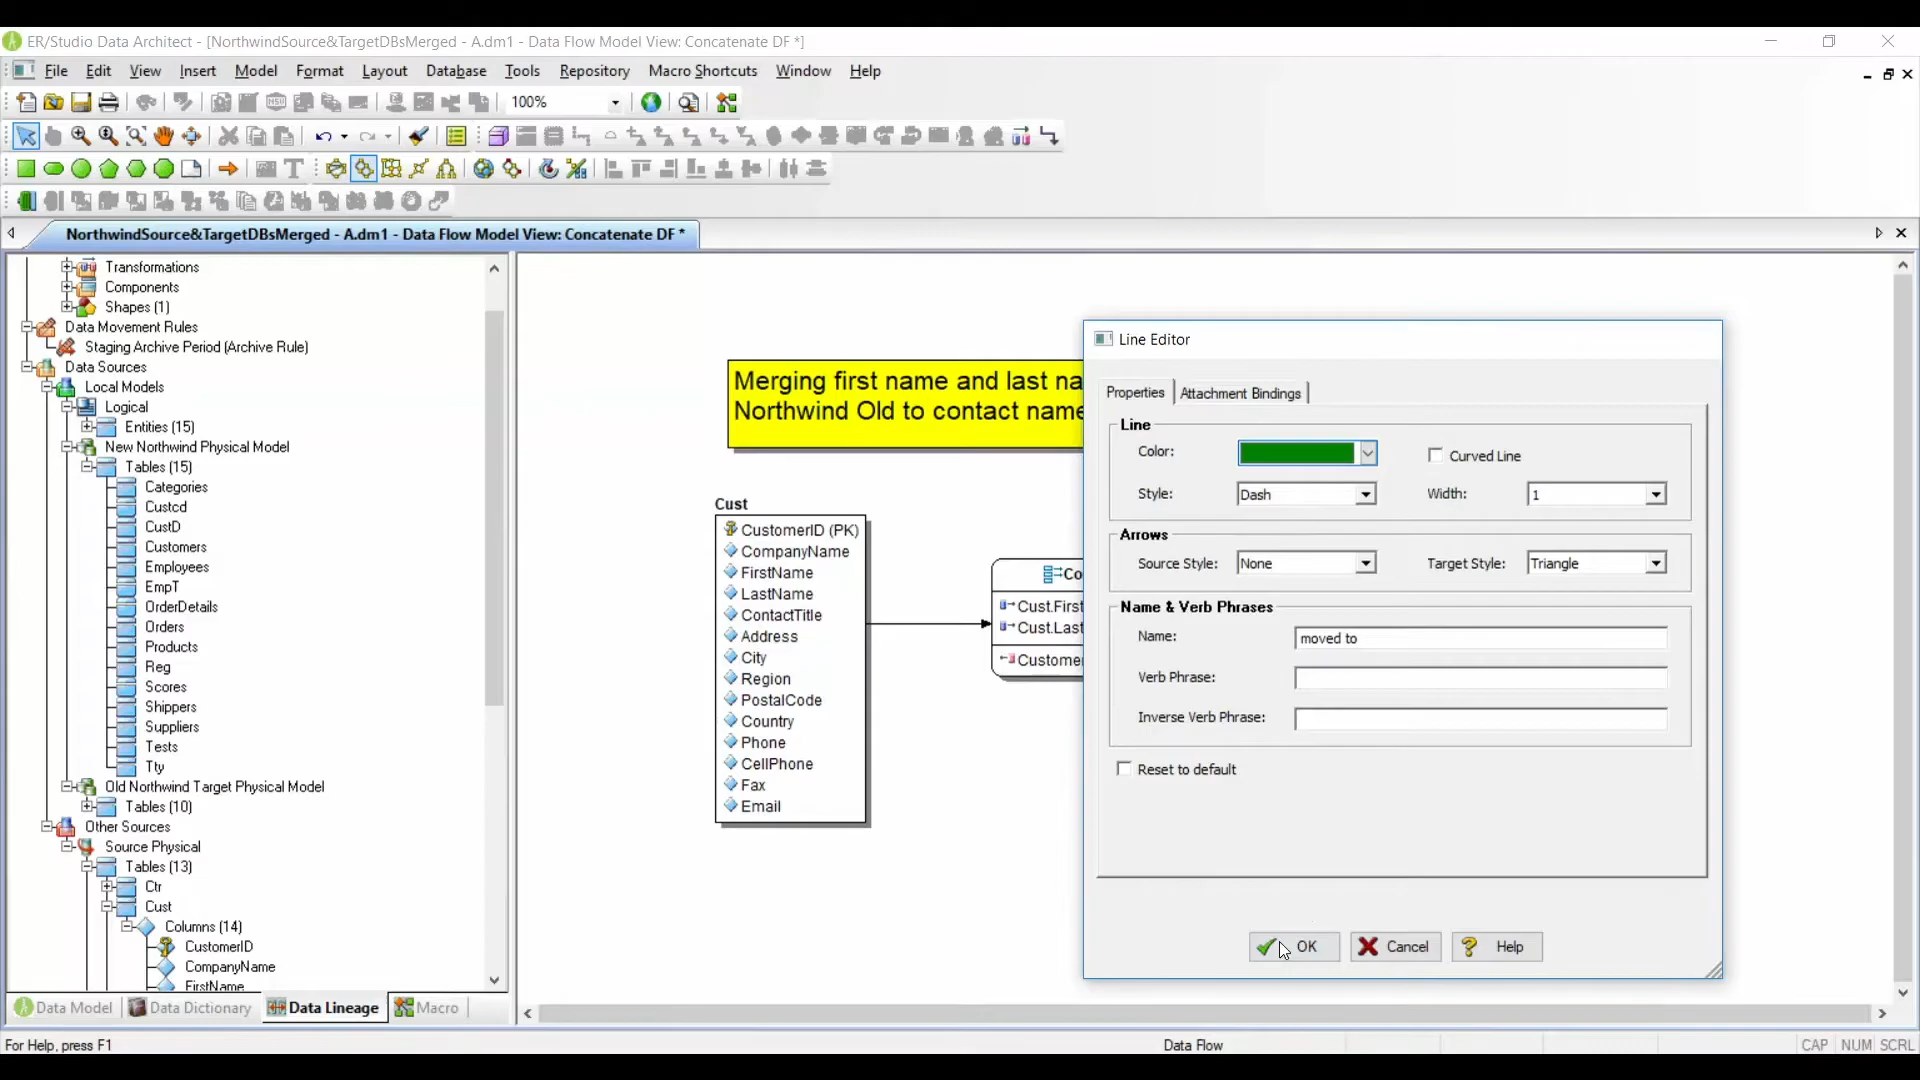 ER/Studio Data Architect - [NorthwindSource&TargetDBsMerged - A.dm1 - Data Flow Model View: Concatenate DF *]
File Edit View Insert Model Format Layout Database Tools Repository Macro Shortcuts Window Help
100%
NorthwindSource&TargetDBsMerged - A.dm1 - Data Flow Model View: Concatenate DF *
Transformations
Components
Shapes (1)
Data Movement Rules
Staging Archive Period (Archive Rule)
Data Sources
Local Models
Logical
Entities (15)
New Northwind Physical Model
Tables (15)
Categories
Custcd
CustD
Customers
Employees
EmpT
OrderDetails
Orders
Products
Reg
Scores
Shippers
Suppliers
Tests
Tty
Old Northwind Target Physical Model
Tables (10)
Other Sources
Source Physical
Tables (13)
Ctr
Cust
Columns (14)
CustomerID
CompanyName
FirstName
Data Model Data Dictionary Data Lineage Macro
Merging first name and last na
Northwind Old to contact name
Cust
CustomerID (PK)
CompanyName
FirstName
LastName
ContactTitle
Address
City
Region
PostalCode
Country
Phone
CellPhone
Fax
Email
Co
Cust.First
Cust.Last
Custome
Line Editor
Properties Attachment Bindings
Line
Color: Curved Line
Style: Dash Width: 1
Arrows
Source Style: None Target Style: Triangle
Name & Verb Phrases
Name: moved to
Verb Phrase:
Inverse Verb Phrase:
Reset to default
OK Cancel Help
For Help, press F1 Data Flow CAP NUM SCRL